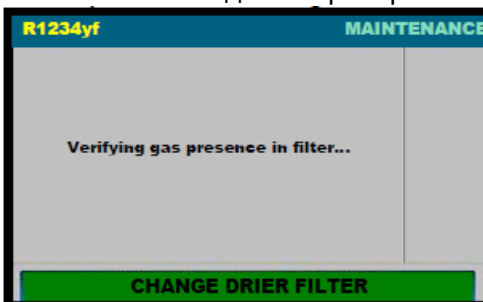 R1234yf MAINTENANCE
Verifying gas presence in filter...
CHANGE DRIER FILTER